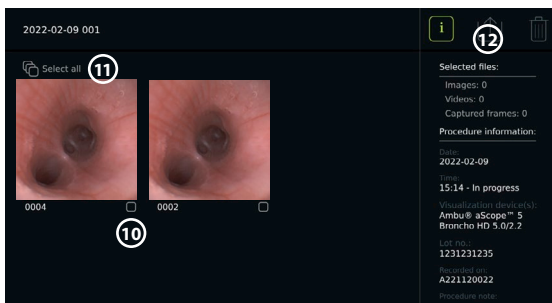 2022-02-09 001
i
12
Select all
11
0004
0002
10
Selected files:
Images: 0
Videos: 0
Captured frames: 0
Procedure information:
Date:
2022-02-09
Time:
15:14 - In progress
Visualization device(s):
Ambu® aScope™ 5
Broncho HD 5.0/2.2
Lot no.:
1231231235
Recorded on:
A221120022
Procedure note: